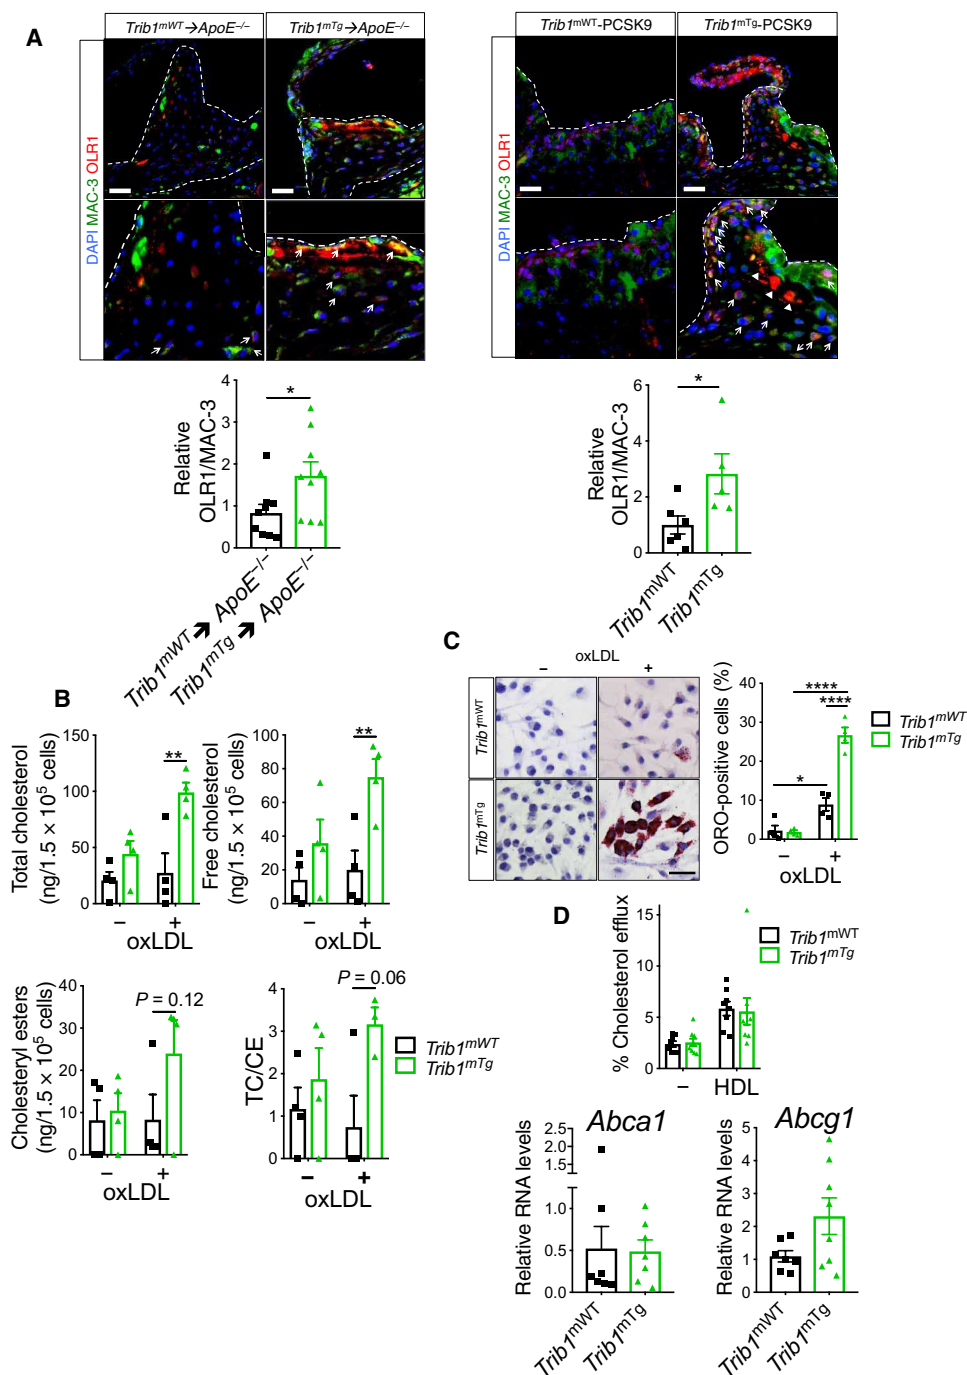 A
Trib1mWT→ApoE−/−
Trib1mTg→ApoE−/−
DAPI MAC-3 OLR1
Trib1mWT-PCSK9
Trib1mTg-PCSK9
DAPI MAC-3 OLR1
Relative
OLR1/MAC-3
4
3
2
1
0
*
Trib1mWT → ApoE−/−
Trib1mTg → ApoE−/−
Relative
OLR1/MAC-3
6
4
2
0
*
Trib1mWT
Trib1mTg
B
Total cholesterol
(ng/1.5 × 10⁵ cells)
150
100
50
0
**
− +
oxLDL
Free cholesterol
(ng/1.5 × 10⁵ cells)
100
80
60
40
20
0
**
− +
oxLDL
Cholesteryl esters
(ng/1.5 × 10⁵ cells)
40
30
20
10
0
P = 0.12
− +
oxLDL
TC/CE
4
3
2
1
0
P = 0.06
− +
oxLDL
Trib1mWT
Trib1mTg
C
oxLDL
− +
Trib1mWT
Trib1mTg
ORO-positive cells (%)
40
30
20
10
0
****
****
*
− +
oxLDL
Trib1mWT
Trib1mTg
D
% Cholesterol efflux
15
10
5
0
− HDL
Trib1mWT
Trib1mTg
Abca1
Relative RNA levels
2.5
2.0
1.5
1.0
0.5
0.0
Trib1mWT
Trib1mTg
Abcg1
Relative RNA levels
5
4
3
2
1
0
Trib1mWT
Trib1mTg